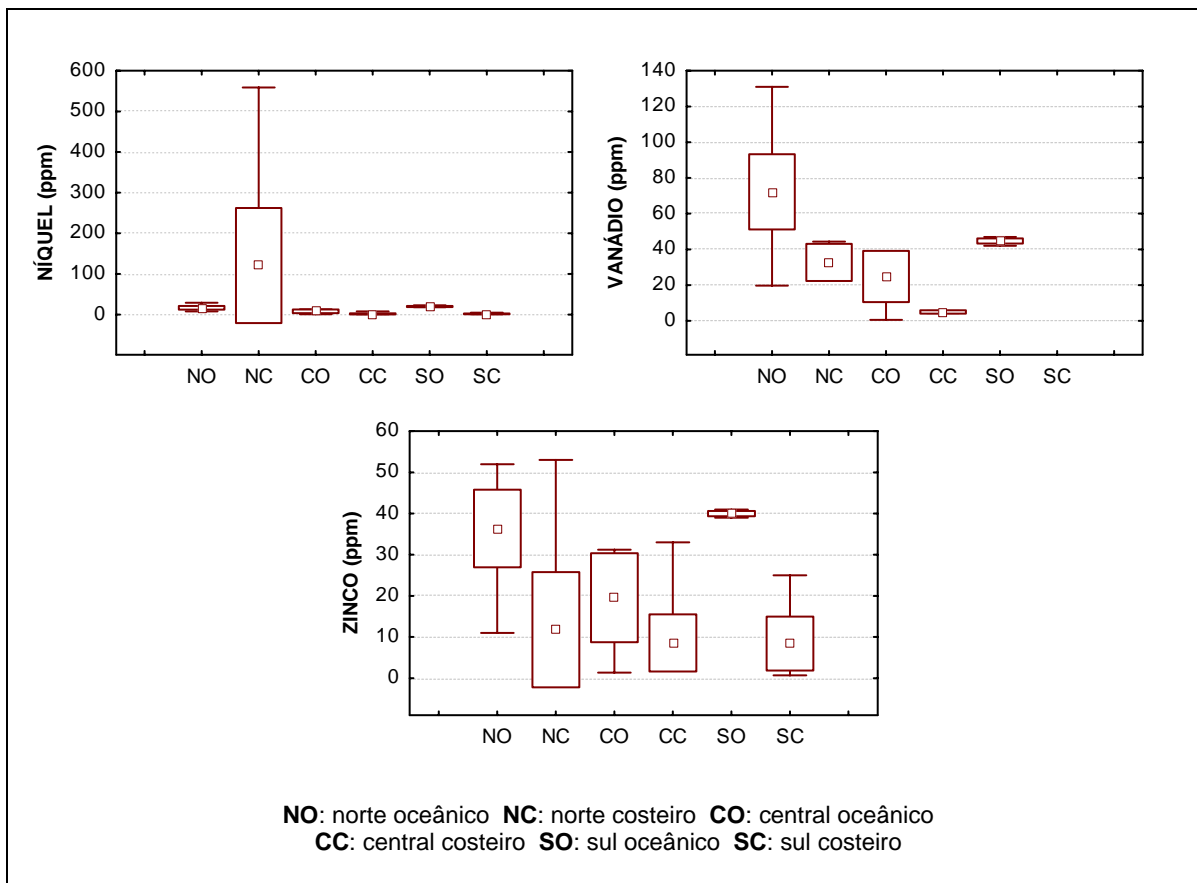 NÍQUEL (ppm)
600
500
400
300
200
100
0
NO NC CO CC SO SC
VANÁDIO (ppm)
140
120
100
80
60
40
20
0
NO NC CO CC SO SC
ZINCO (ppm)
60
50
40
30
20
10
0
NO NC CO CC SO SC
NO: norte oceânico NC: norte costeiro CO: central oceânico
CC: central costeiro SO: sul oceânico SC: sul costeiro